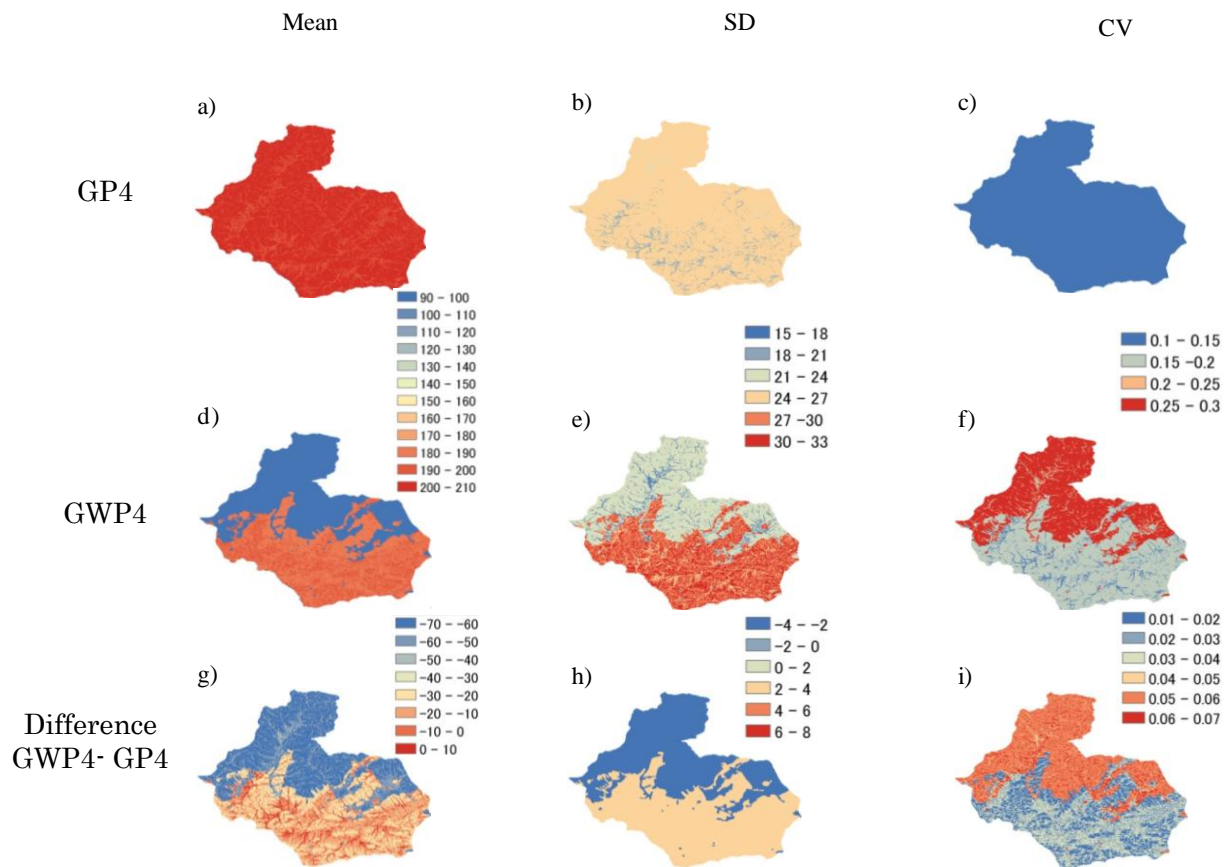 Mean
SD
CV
a)
b)
c)
GP4
90 - 100
100 - 110
110 - 120
120 - 130
130 - 140
140 - 150
150 - 160
160 - 170
170 - 180
180 - 190
190 - 200
200 - 210
15 - 18
18 - 21
21 - 24
24 - 27
27 -30
30 - 33
0.1 - 0.15
0.15 -0.2
0.2 - 0.25
0.25 - 0.3
d)
e)
f)
GWP4
-70 - -60
-60 - -50
-50 - -40
-40 - -30
-30 - -20
-20 - -10
-10 - 0
0 - 10
-4 - -2
-2 - 0
0 - 2
2 - 4
4 - 6
6 - 8
0.01 - 0.02
0.02 - 0.03
0.03 - 0.04
0.04 - 0.05
0.05 - 0.06
0.06 - 0.07
g)
h)
i)
Difference
GWP4- GP4